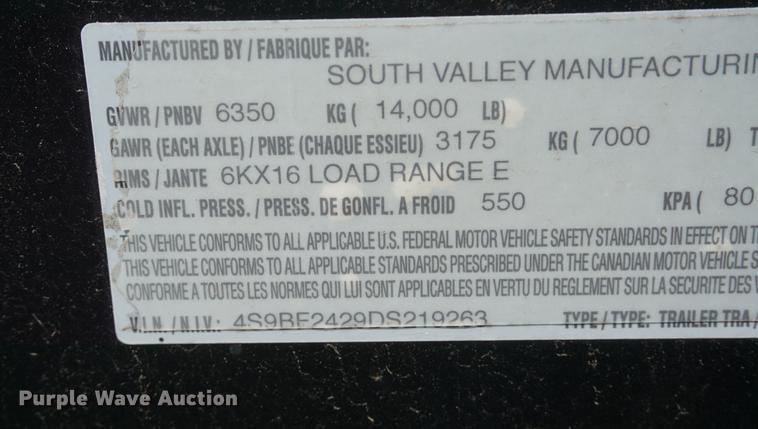 MANUFACTURED BY / FABRIQUE PAR:
SOUTH VALLEY MANUFACTURIN
GVWR / PNBV 6350 KG ( 14,000 LB)
GAWR (EACH AXLE) / PNBE (CHAQUE ESSIEU) 3175 KG ( 7000 LB) T
RIMS / JANTE 6KX16 LOAD RANGE E
COLD INFL. PRESS. / PRESS. DE GONFL. A FROID 550 KPA ( 80
THIS VEHICLE CONFORMS TO ALL APPLICABLE U.S. FEDERAL MOTOR VEHICLE SAFETY STANDARDS IN EFFECT ON T
THIS VEHICLE CONFORMS TO ALL APPLICABLE STANDARDS PRESCRIBED UNDER THE CANADIAN MOTOR VEHICLE S
CONFORME A TOUTES LES NORMES QUI LUI SONT APPLICABLES EN VERTU DU REGLEMENT SUR LA SECURITE DES V
V.I.N. / N.I.V.: 4S9BF2429DS219263 TYPE / TYPE: TRAILER TRA /
Purple Wave Auction